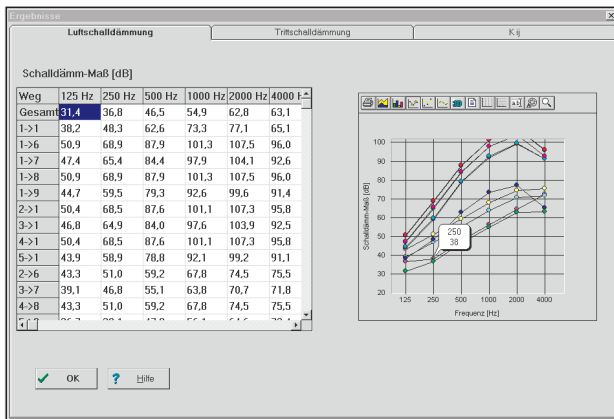 Ergebnisse
Luftschalldämmung Trittschalldämmung K ij
Schalldämm-Maß [dB]
Weg 125 Hz 250 Hz 500 Hz 1000 Hz 2000 Hz 4000 H
Gesamt 31,4 36,8 46,5 54,9 62,8 63,1
1->1 38,2 48,3 62,6 73,3 77,1 65,1
1->6 50,9 68,9 87,9 101,3 107,5 96,0
1->7 47,4 65,4 84,4 97,9 104,1 92,6
1->8 50,9 68,9 87,9 101,3 107,5 96,0
1->9 44,7 59,5 79,3 92,6 99,6 91,4
2->1 50,4 68,5 87,6 101,1 107,3 95,8
3->1 46,8 64,9 84,0 97,6 103,9 92,5
4->1 50,4 68,5 87,6 101,1 107,3 95,8
5->1 43,9 58,9 78,8 92,1 99,2 91,1
2->6 43,3 51,0 59,2 67,8 74,5 75,5
3->7 39,1 46,8 55,1 63,8 70,7 71,8
4->8 43,3 51,0 59,2 67,8 74,5 75,5
Schalldämm-Maß [dB]
100
90
80
70
60
50
40
30
20
250
38
125 250 500 1000 2000 4000
Frequenz [Hz]
OK Hilfe